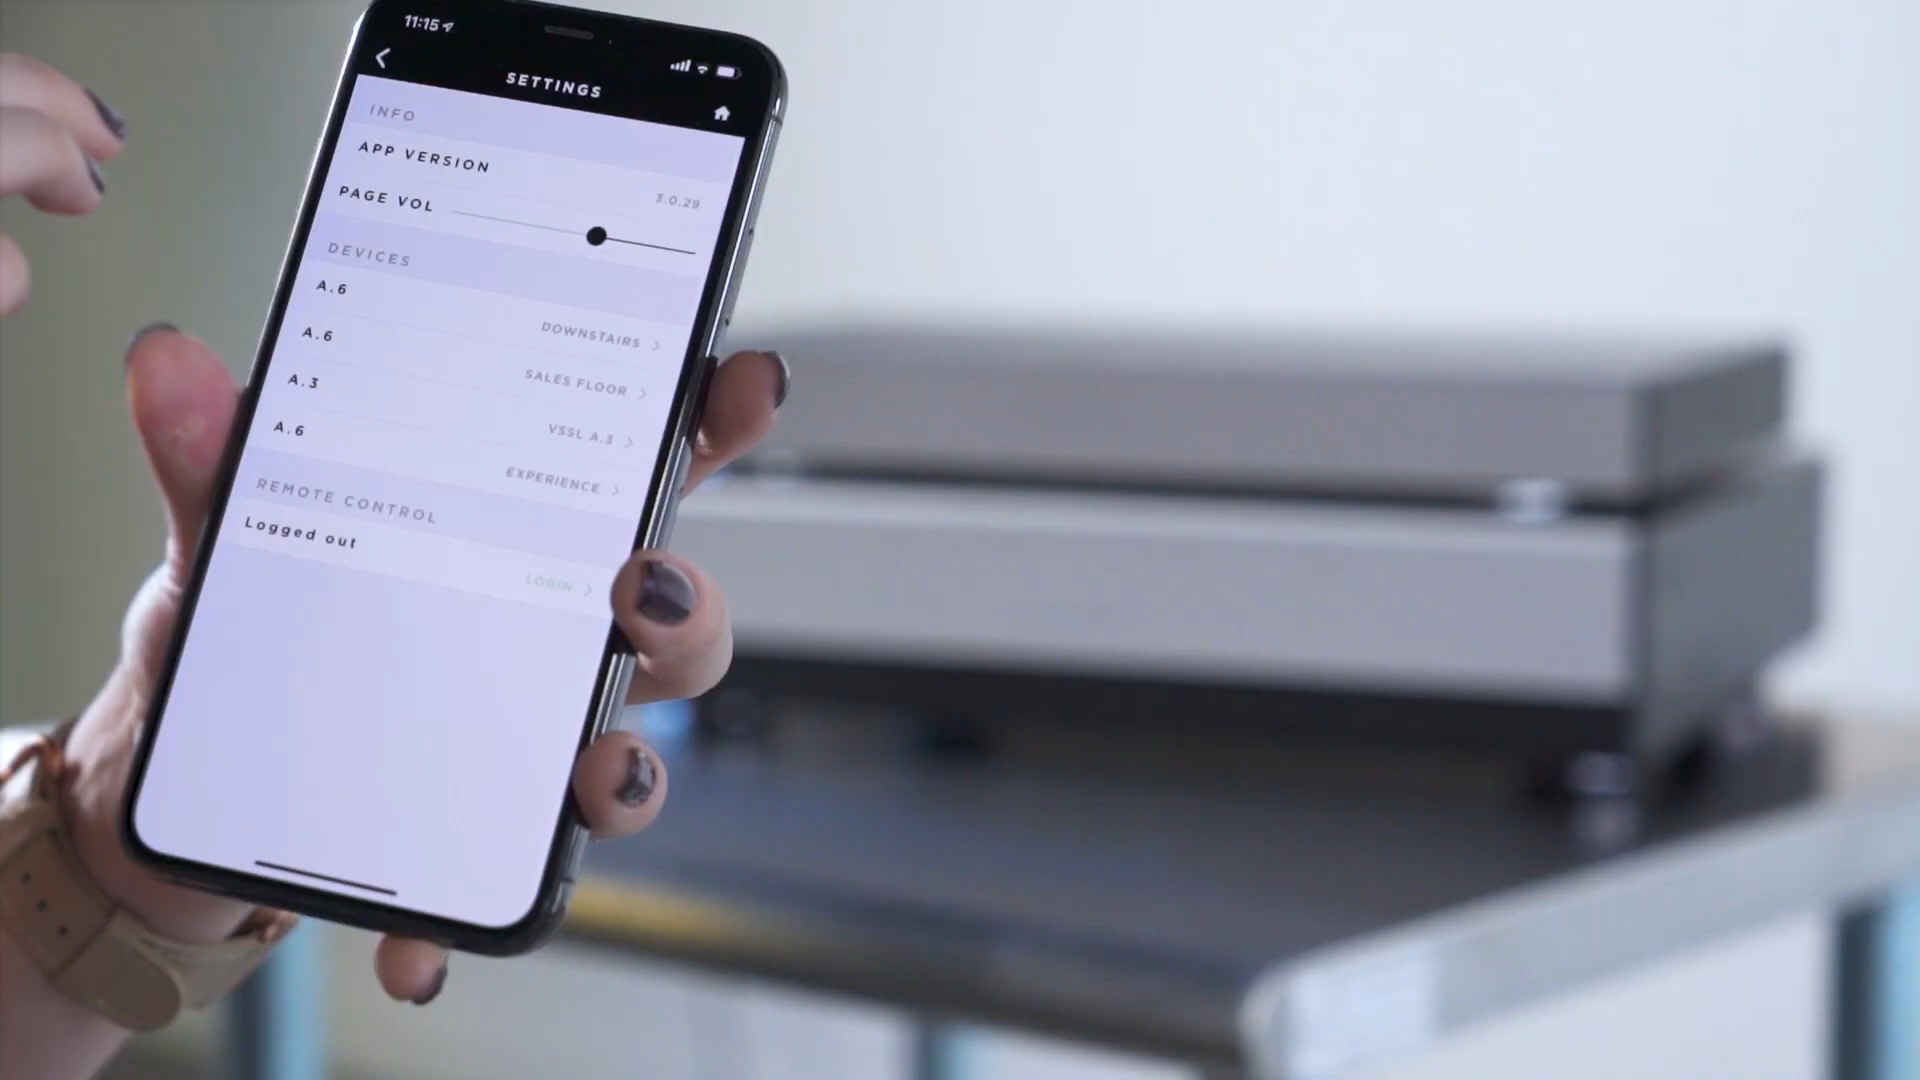 11:15
SETTINGS
INFO
APP VERSION 3.0.29
PAGE VOL
DEVICES
A.6 DOWNSTAIRS
A.6 SALES FLOOR
A.3 VSSL A.3
A.6 EXPERIENCE
REMOTE CONTROL
Logged out LOGIN